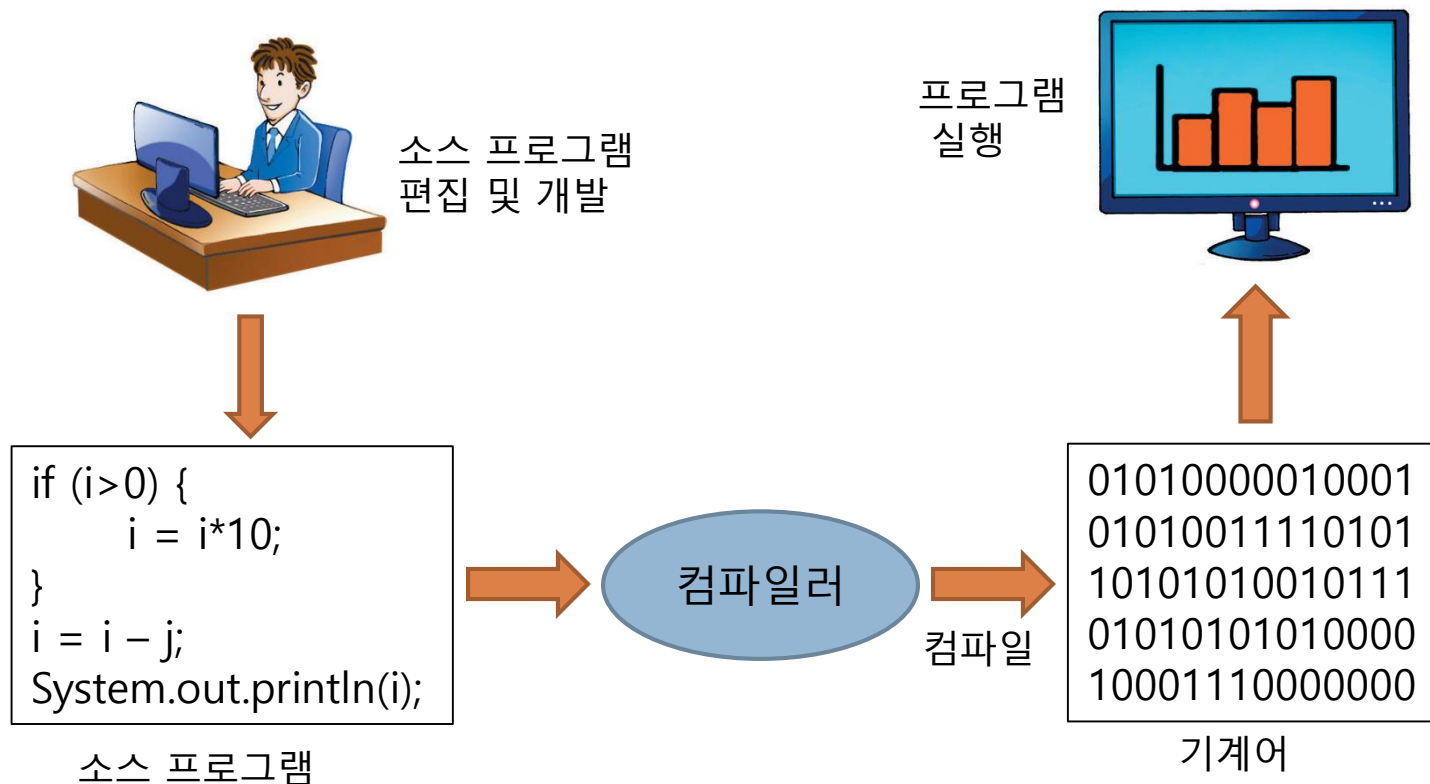 소스 프로그램
편집 및 개발
프로그램
실행
if (i>0) {
i = i*10;
}
i = i – j;
System.out.println(i);
소스 프로그램
컴파일러
컴파일
01010000010001
01010011110101
10101010010111
01010101010000
10001110000000
기계어